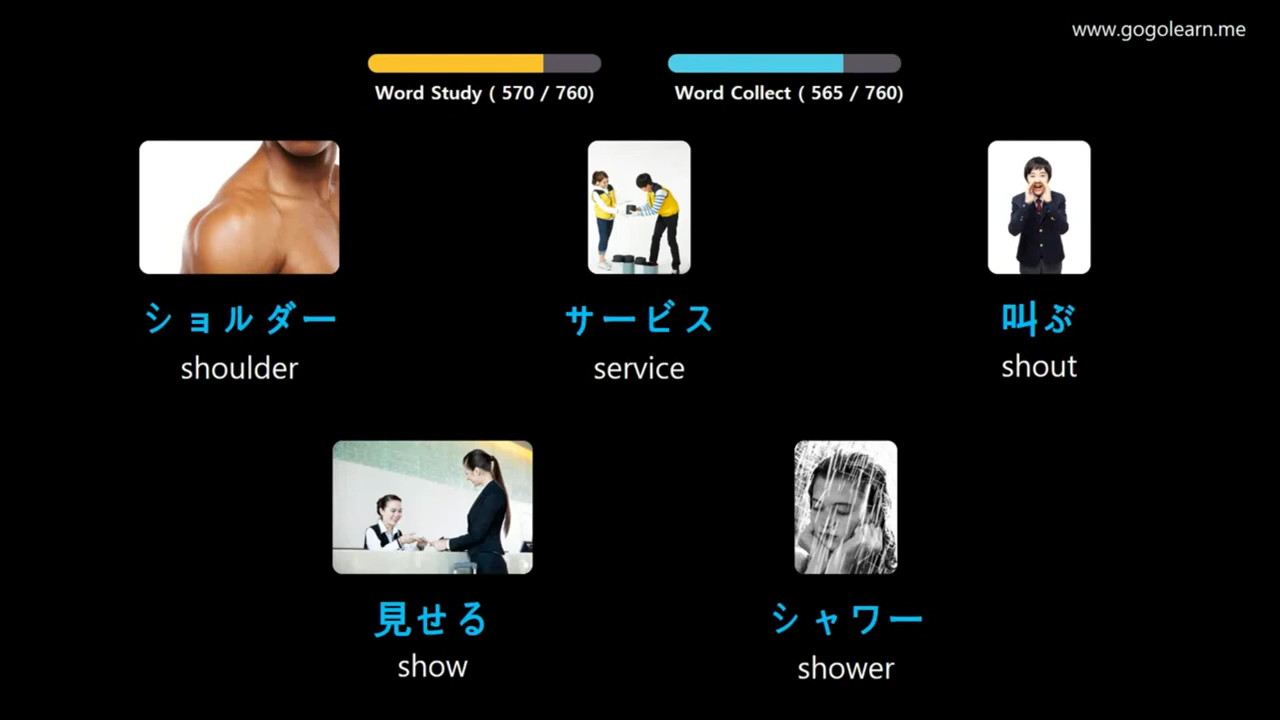 www.gogolearn.me
Word Study ( 570 / 760)
Word Collect ( 565 / 760)
ショルダー
shoulder
サービス
service
叫ぶ
shout
見せる
show
シャワー
shower